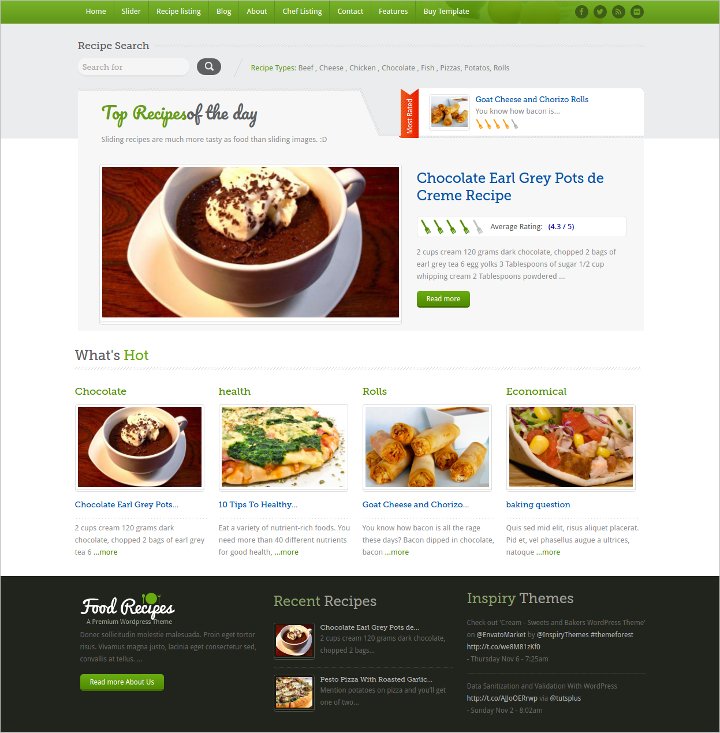 Home Slider Recipe listing Blog About Chef Listing Contact Features Buy Template
Recipe Search
Search for
Recipe Types: Beef , Cheese , Chicken , Chocolate , Fish , Pizzas, Potatos, Rolls
Top Recipes of the day
Sliding recipes are much more tasty as food than sliding images. :D
Most Rated
Goat Cheese and Chorizo Rolls
You know how bacon is...
Chocolate Earl Grey Pots de
Creme Recipe
Average Rating: (4.3 / 5)
2 cups cream 120 grams dark chocolate, chopped 2 bags of
earl grey tea 6 egg yolks 3 Tablespoons of sugar 1/2 cup
whipping cream 2 Tablespoons powdered ...
Read more
What's Hot
Chocolate
Chocolate Earl Grey Pots...
2 cups cream 120 grams dark
chocolate, chopped 2 bags of earl grey
tea 6 ...more
health
10 Tips To Healthy...
Eat a variety of nutrient-rich foods. You
need more than 40 different nutrients
for good health, ...more
Rolls
Goat Cheese and Chorizo...
You know how bacon is all the rage
these days? Bacon dipped in chocolate,
bacon ...more
Economical
baking question
Quis sed mid elit, risus aliquet placerat.
Pid et, vel phasellus augue a ultrices,
natoque ...more
Food Recipes
A Premium Wordpress Theme
Donec sollicitudin molestie malesuada. Proin eget tortor
risus. Vivamus magna justo, lacinia eget consectetur sed,
convallis at tellus....
Read more About Us
Recent Recipes
Chocolate Earl Grey Pots de...
2 cups cream 120 grams dark chocolate,
chopped 2 bags...
Pesto Pizza With Roasted Garlic...
Mention potatoes on pizza and you'll get
one of two...
Inspiry Themes
Check out 'Cream - Sweets and Bakers WordPress Theme'
on @EnvatoMarket by @InspiryThemes #themeforest
http://t.co/we8M81zKf0
- Thursday Nov 6 - 7:25am
Data Sanitization and Validation With WordPress
http://t.co/AJJoOERrwp via @tutsplus
- Sunday Nov 2 - 8:02am